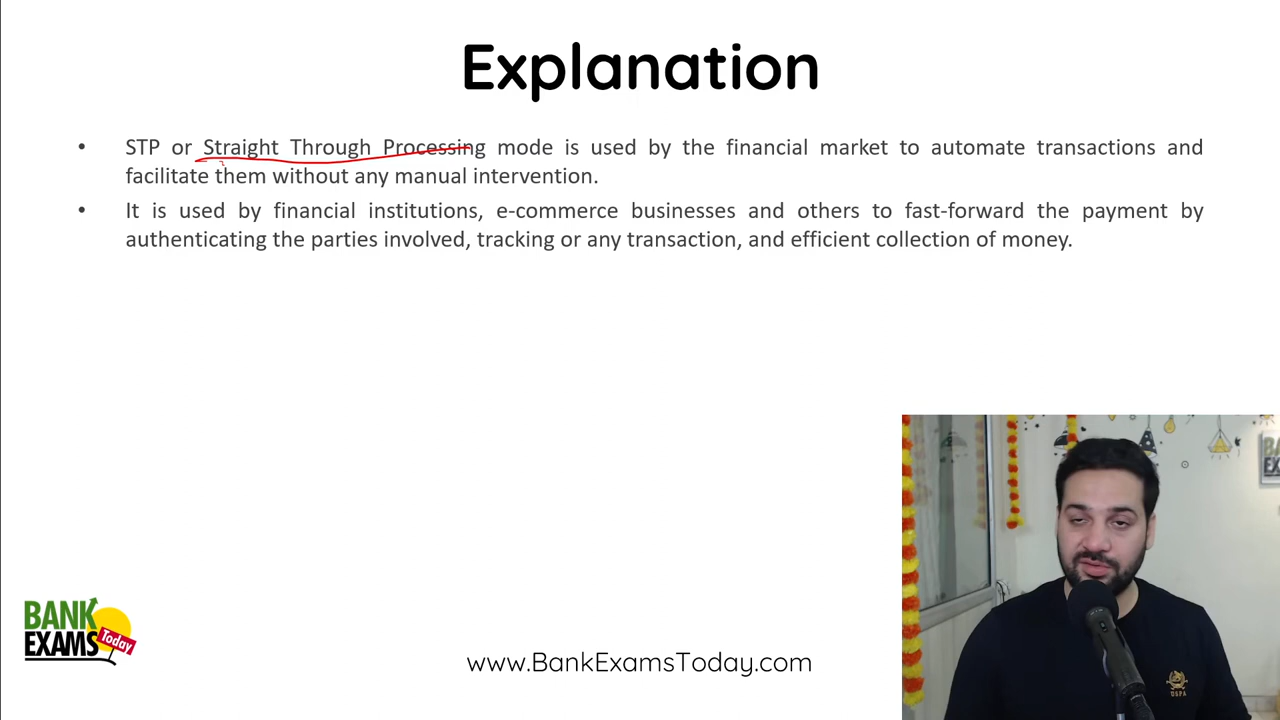 Explanation
• STP or Straight Through Processing mode is used by the financial market to automate transactions and
facilitate them without any manual intervention.
• It is used by financial institutions, e-commerce businesses and others to fast-forward the payment by
authenticating the parties involved, tracking or any transaction, and efficient collection of money.
BANK
EXAMS
Today
www.BankExamsToday.com